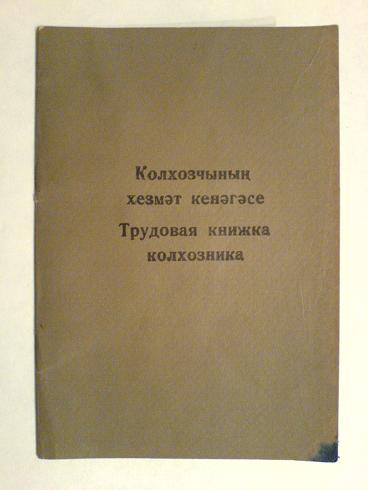 Колхозчының
хезмәт кенәгәсе
Трудовая книжка
колхозника